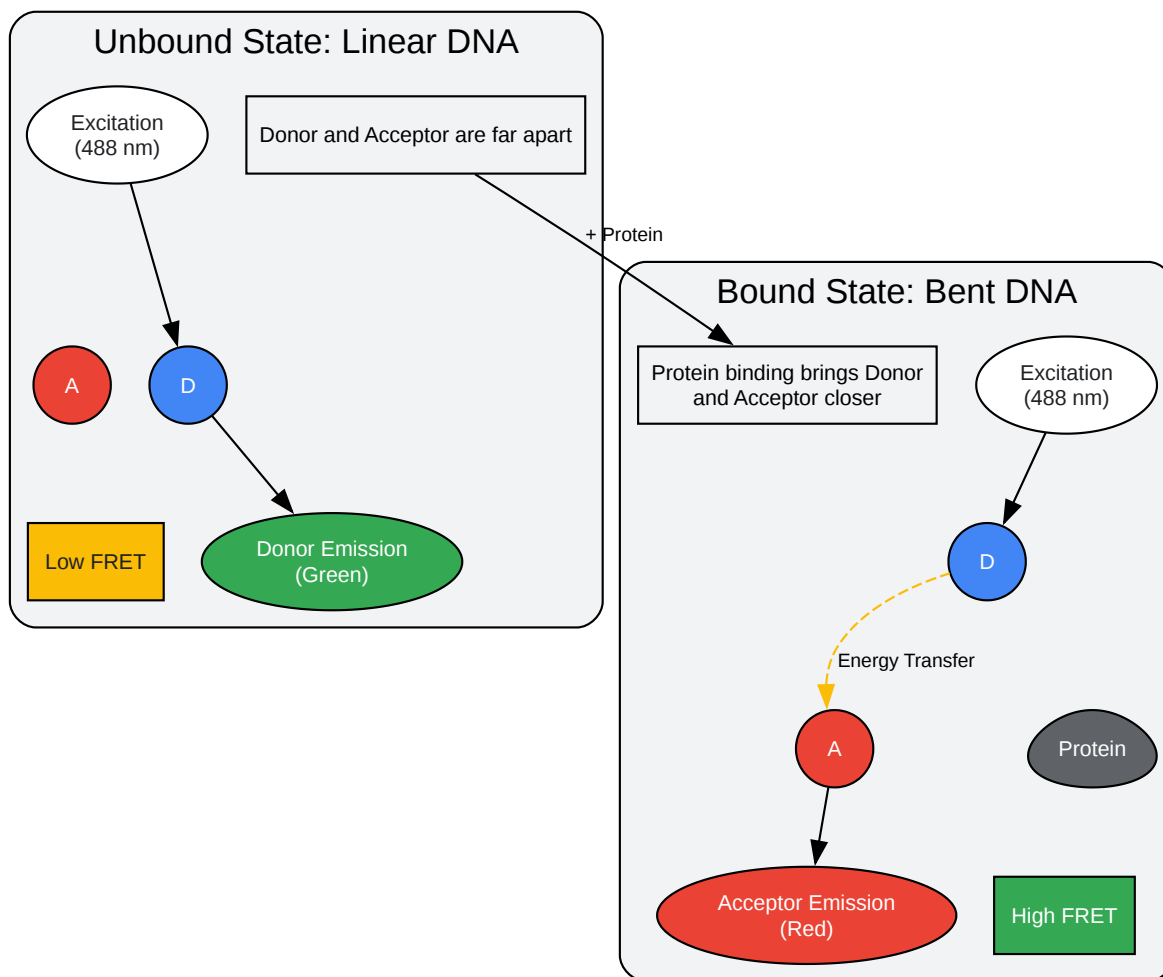 Unbound State: Linear DNA
Excitation
(488 nm)
Donor and Acceptor are far apart
A
D
Low FRET
Donor Emission
(Green)
+ Protein
Bound State: Bent DNA
Protein binding brings Donor
and Acceptor closer
Excitation
(488 nm)
D
Energy Transfer
A
Protein
Acceptor Emission
(Red)
High FRET